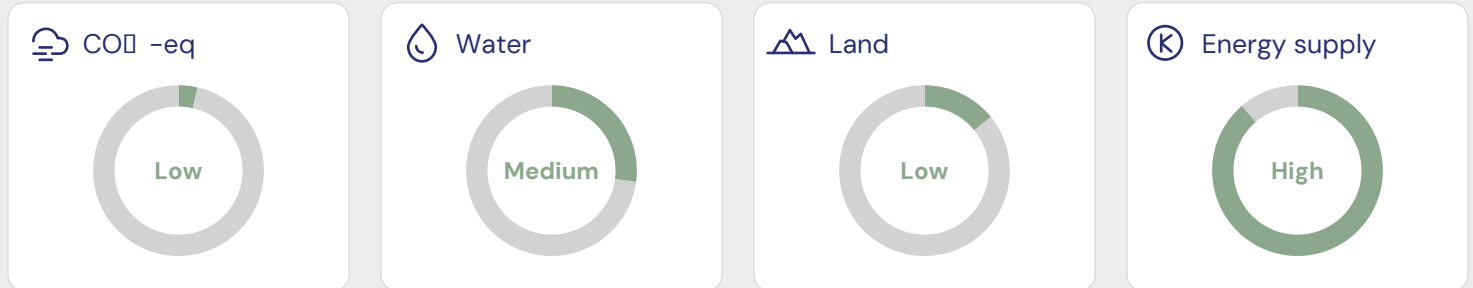 CO▯ -eq
Low
Water
Medium
Land
Low
Energy supply
High